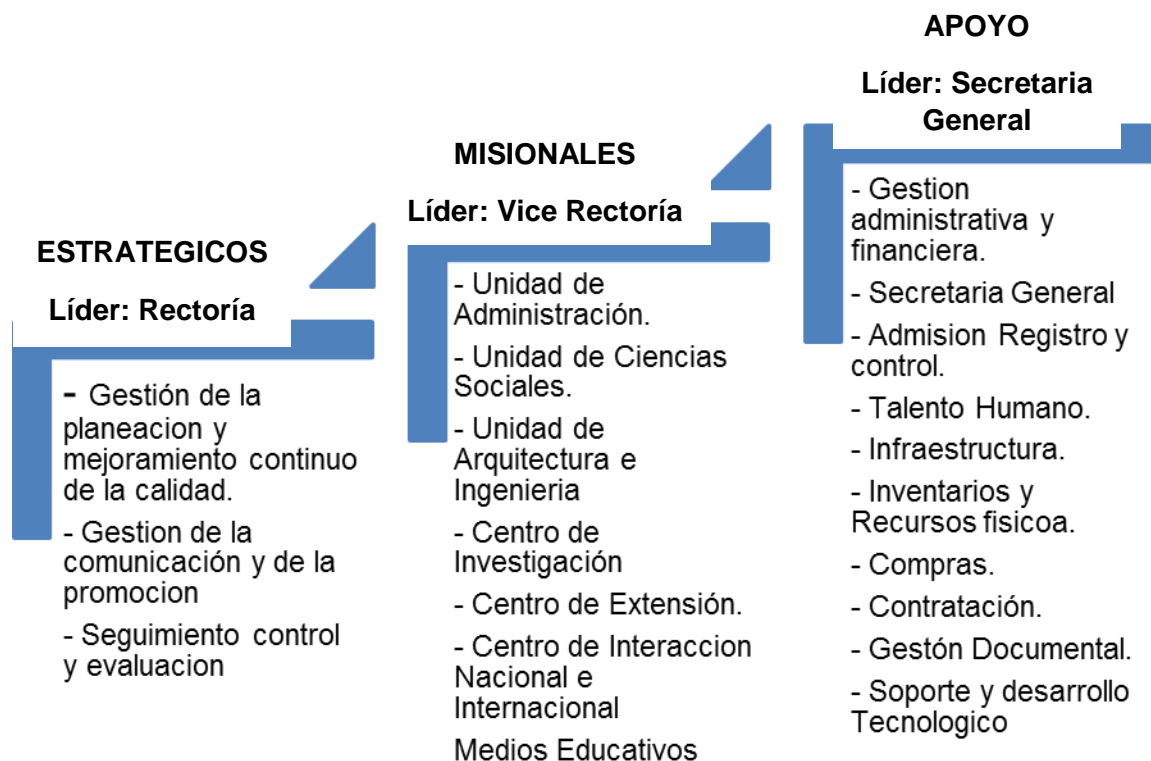 ESTRATEGICOS
Líder: Rectoría
- Gestión de la
planeacion y
mejoramiento continuo
de la calidad.
- Gestion de la
comunicación y de la
promocion
- Seguimiento control
y evaluacion
MISIONALES
Líder: Vice Rectoría
- Unidad de
Administración.
- Unidad de Ciencias
Sociales.
- Unidad de
Arquitectura e
Ingenieria
- Centro de
Investigación
- Centro de Extensión.
- Centro de Interaccion
Nacional e
Internacional
Medios Educativos
APOYO
Líder: Secretaria
General
- Gestion
administrativa y
financiera.
- Secretaria General
- Admision Registro y
control.
- Talento Humano.
- Infraestructura.
- Inventarios y
Recursos fisicoa.
- Compras.
- Contratación.
- Gestón Documental.
- Soporte y desarrollo
Tecnologico